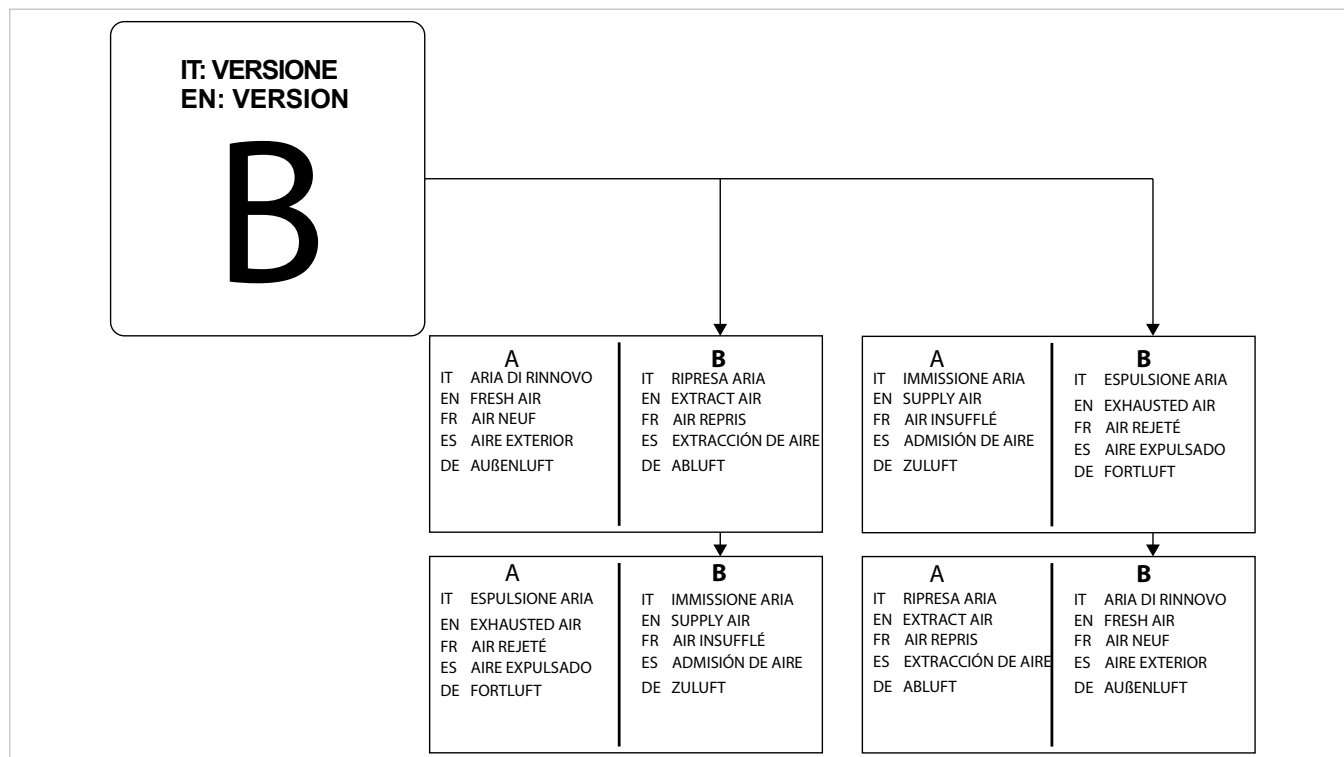 IT: VERSIONE
EN: VERSION
B
A
IT ARIA DI RINNOVO
EN FRESH AIR
FR AIR NEUF
ES AIRE EXTERIOR
DE AUßENLUFT
B
IT RIPRESA ARIA
EN EXTRACT AIR
FR AIR REPRIS
ES EXTRACCIÓN DE AIRE
DE ABLUFT
A
IT IMMISSIONE ARIA
EN SUPPLY AIR
FR AIR INSUFFLÉ
ES ADMISIÓN DE AIRE
DE ZULUFT
B
IT ESPULSIONE ARIA
EN EXHAUSTED AIR
FR AIR REJETÉ
ES AIRE EXPULSADO
DE FORTLUFT
A
IT ESPULSIONE ARIA
EN EXHAUSTED AIR
FR AIR REJETÉ
ES AIRE EXPULSADO
DE FORTLUFT
B
IT IMMISSIONE ARIA
EN SUPPLY AIR
FR AIR INSUFFLÉ
ES ADMISIÓN DE AIRE
DE ZULUFT
A
IT RIPRESA ARIA
EN EXTRACT AIR
FR AIR REPRIS
ES EXTRACCIÓN DE AIRE
DE ABLUFT
B
IT ARIA DI RINNOVO
EN FRESH AIR
FR AIR NEUF
ES AIRE EXTERIOR
DE AUßENLUFT